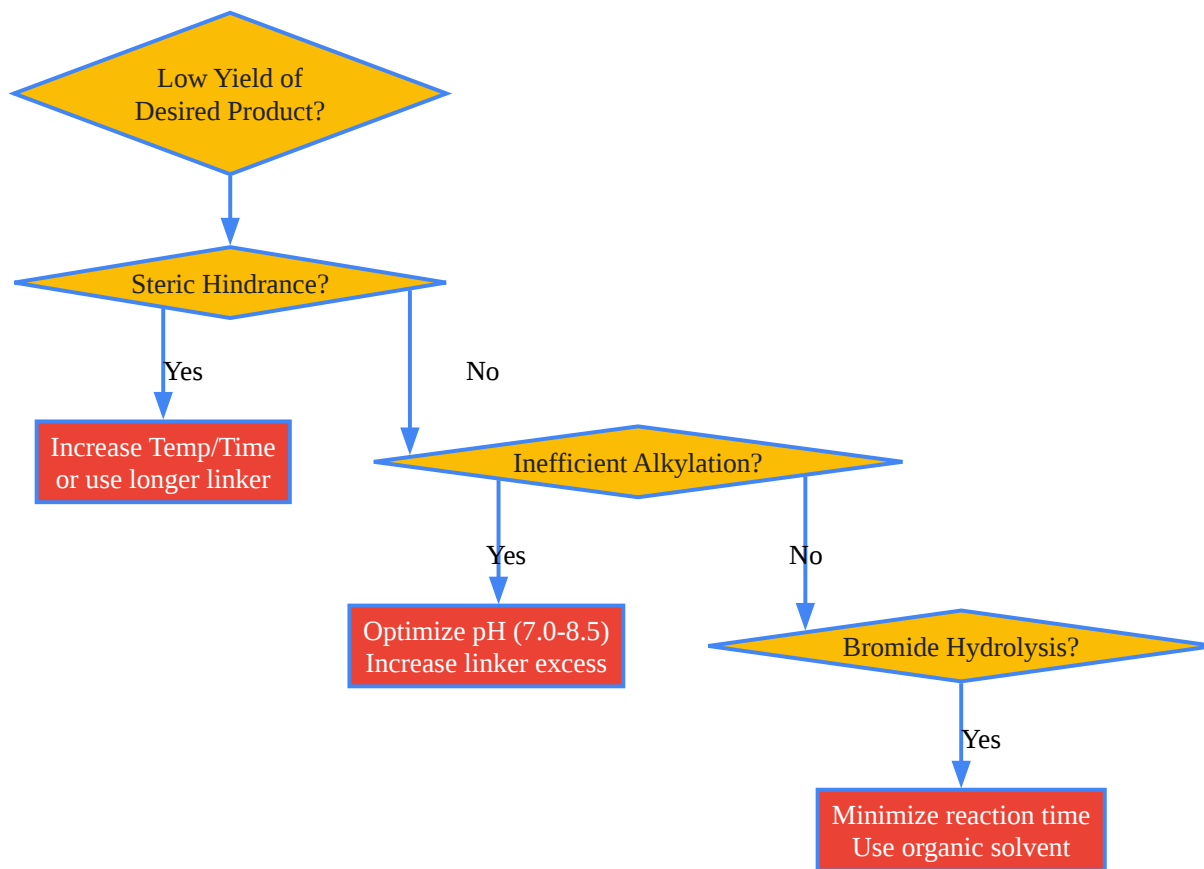 Low Yield of
Desired Product?
Steric Hindrance?
Yes
No
Increase Temp/Time
or use longer linker
Inefficient Alkylation?
Yes
No
Optimize pH (7.0-8.5)
Increase linker excess
Bromide Hydrolysis?
Yes
Minimize reaction time
Use organic solvent